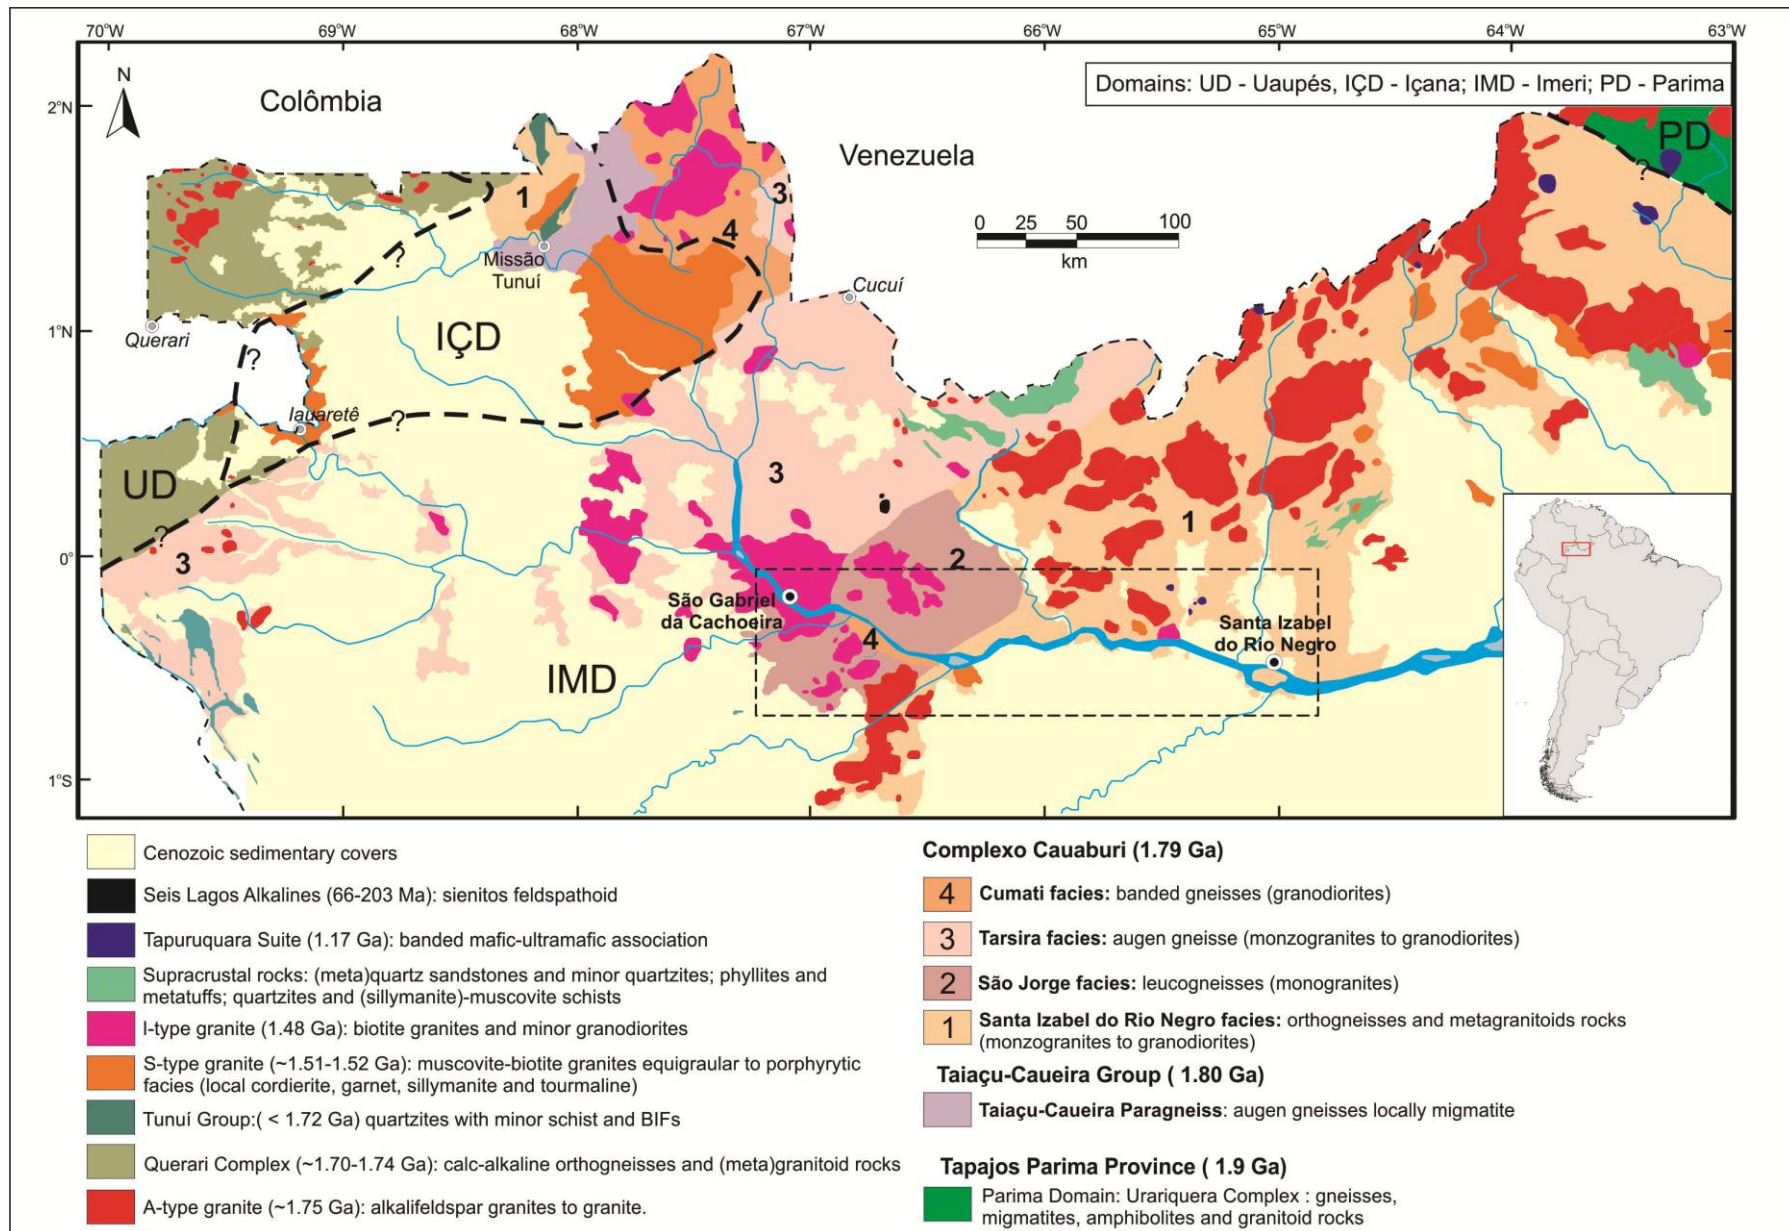 70°W 69°W 68°W 67°W 66°W 65°W 64°W 63°W
N
Domains: UD - Uaupés, IÇD - Içana; IMD - Imeri; PD - Parima
2°N
Colômbia
Venezuela
PD
?
1
3
4
0 25 50 100
km
Missão
Tunuí
?
Cucuí
1°N
Querari
IÇD
?
Iauaretê
?
UD
3
1
?
2
0°
3
São Gabriel
da Cachoeira
4
Santa Izabel
do Rio Negro
IMD
1°S
Cenozoic sedimentary covers
Seis Lagos Alkalines (66-203 Ma): sienitos feldspathoid
Tapuruquara Suite (1.17 Ga): banded mafic-ultramafic association
Supracrustal rocks: (meta)quartz sandstones and minor quartzites; phyllites and
metatuffs; quartzites and (sillymanite)-muscovite schists
I-type granite (1.48 Ga): biotite granites and minor granodiorites
S-type granite (~1.51-1.52 Ga): muscovite-biotite granites equigraular to porphyrytic
facies (local cordierite, garnet, sillymanite and tourmaline)
Tunuí Group:( < 1.72 Ga) quartzites with minor schist and BIFs
Querari Complex (~1.70-1.74 Ga): calc-alkaline orthogneisses and (meta)granitoid rocks
A-type granite (~1.75 Ga): alkalifeldspar granites to granite.
Complexo Cauaburi (1.79 Ga)
4 Cumati facies: banded gneisses (granodiorites)
3 Tarsira facies: augen gneisse (monzogranites to granodiorites)
2 São Jorge facies: leucogneisses (monogranites)
1 Santa Izabel do Rio Negro facies: orthogneisses and metagranitoids rocks
(monzogranites to granodiorites)
Taiaçu-Caueira Group ( 1.80 Ga)
Taiaçu-Caueira Paragneiss: augen gneisses locally migmatite
Tapajos Parima Province ( 1.9 Ga)
Parima Domain: Urariquera Complex : gneisses,
migmatites, amphibolites and granitoid rocks